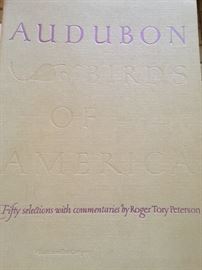 AUDUBON
BIRDS
OF
AMERICA
Fifty selections with commentaries by Roger Tory Peterson